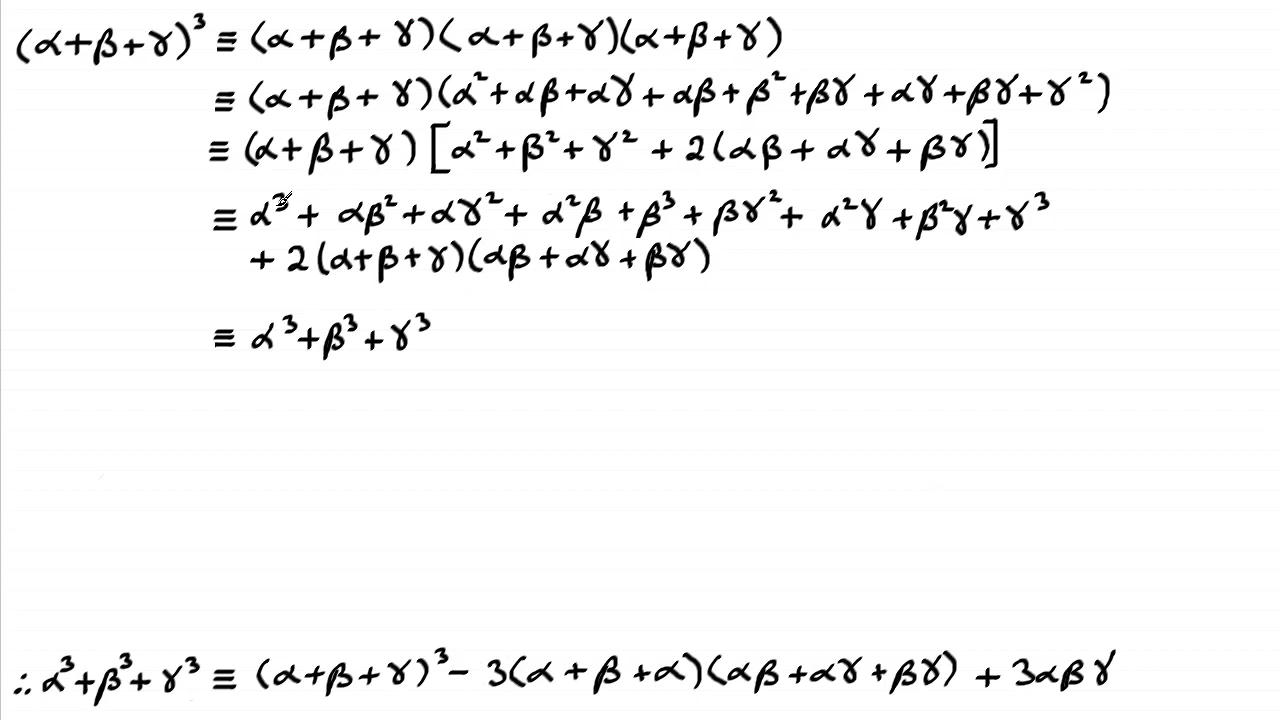 (α+β+γ)³ ≡ (α+β+γ)(α+β+γ)(α+β+γ)
≡ (α+β+γ)(α²+αβ+αγ+αβ+β²+βγ+αγ+βγ+γ²)
≡ (α+β+γ)[α²+β²+γ²+2(αβ+αγ+βγ)]
≡ α³+αβ²+αγ²+α²β+β³+βγ²+α²γ+β²γ+γ³
+2(α+β+γ)(αβ+αγ+βγ)
≡ α³+β³+γ³
∴ α³+β³+γ³ ≡ (α+β+γ)³-3(α+β+α)(αβ+αγ+βγ)+3αβγ